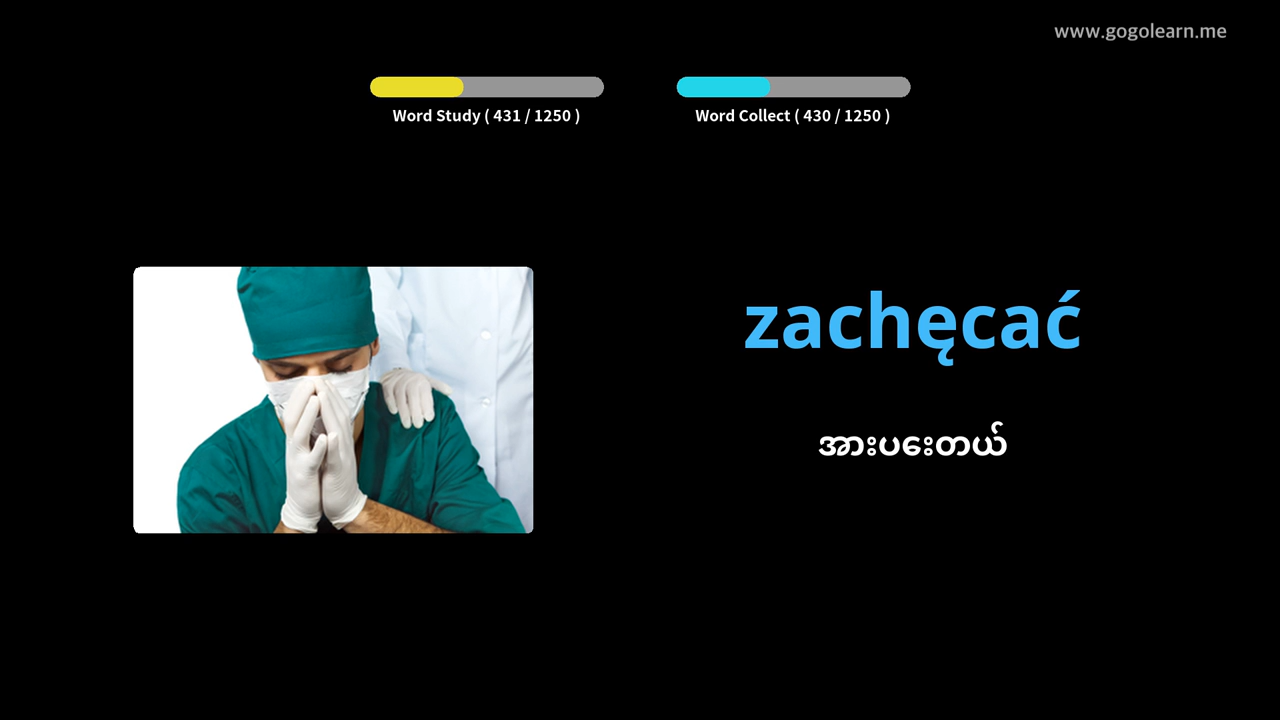 www.gogolearn.me
Word Study ( 431 / 1250 )
Word Collect ( 430 / 1250 )
zachęcać
အားပေးတယ်